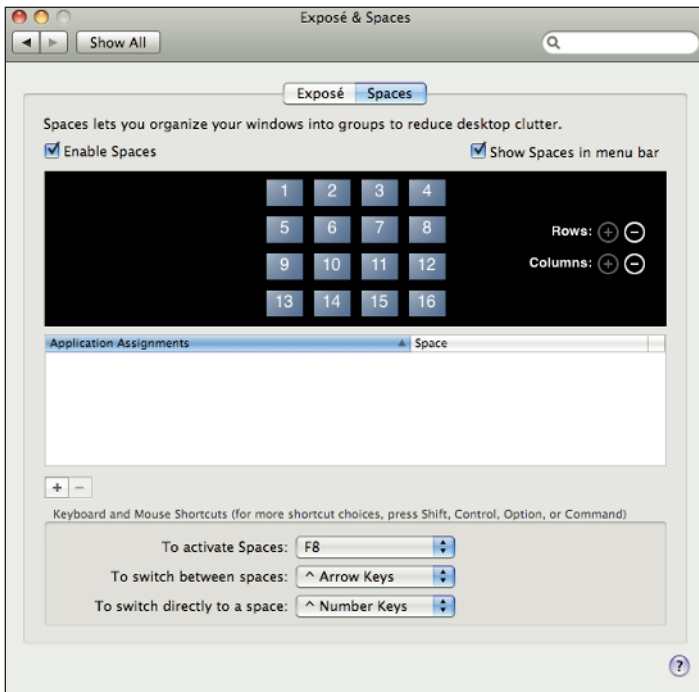 Exposé & Spaces
Show All
Exposé Spaces
Spaces lets you organize your windows into groups to reduce desktop clutter.
Enable Spaces Show Spaces in menu bar
1 2 3 4
5 6 7 8
Rows: + −
9 10 11 12
Columns: + −
13 14 15 16
Application Assignments Space
+ −
Keyboard and Mouse Shortcuts (for more shortcut choices, press Shift, Control, Option, or Command)
To activate Spaces: F8
To switch between spaces: ^ Arrow Keys
To switch directly to a space: ^ Number Keys
?